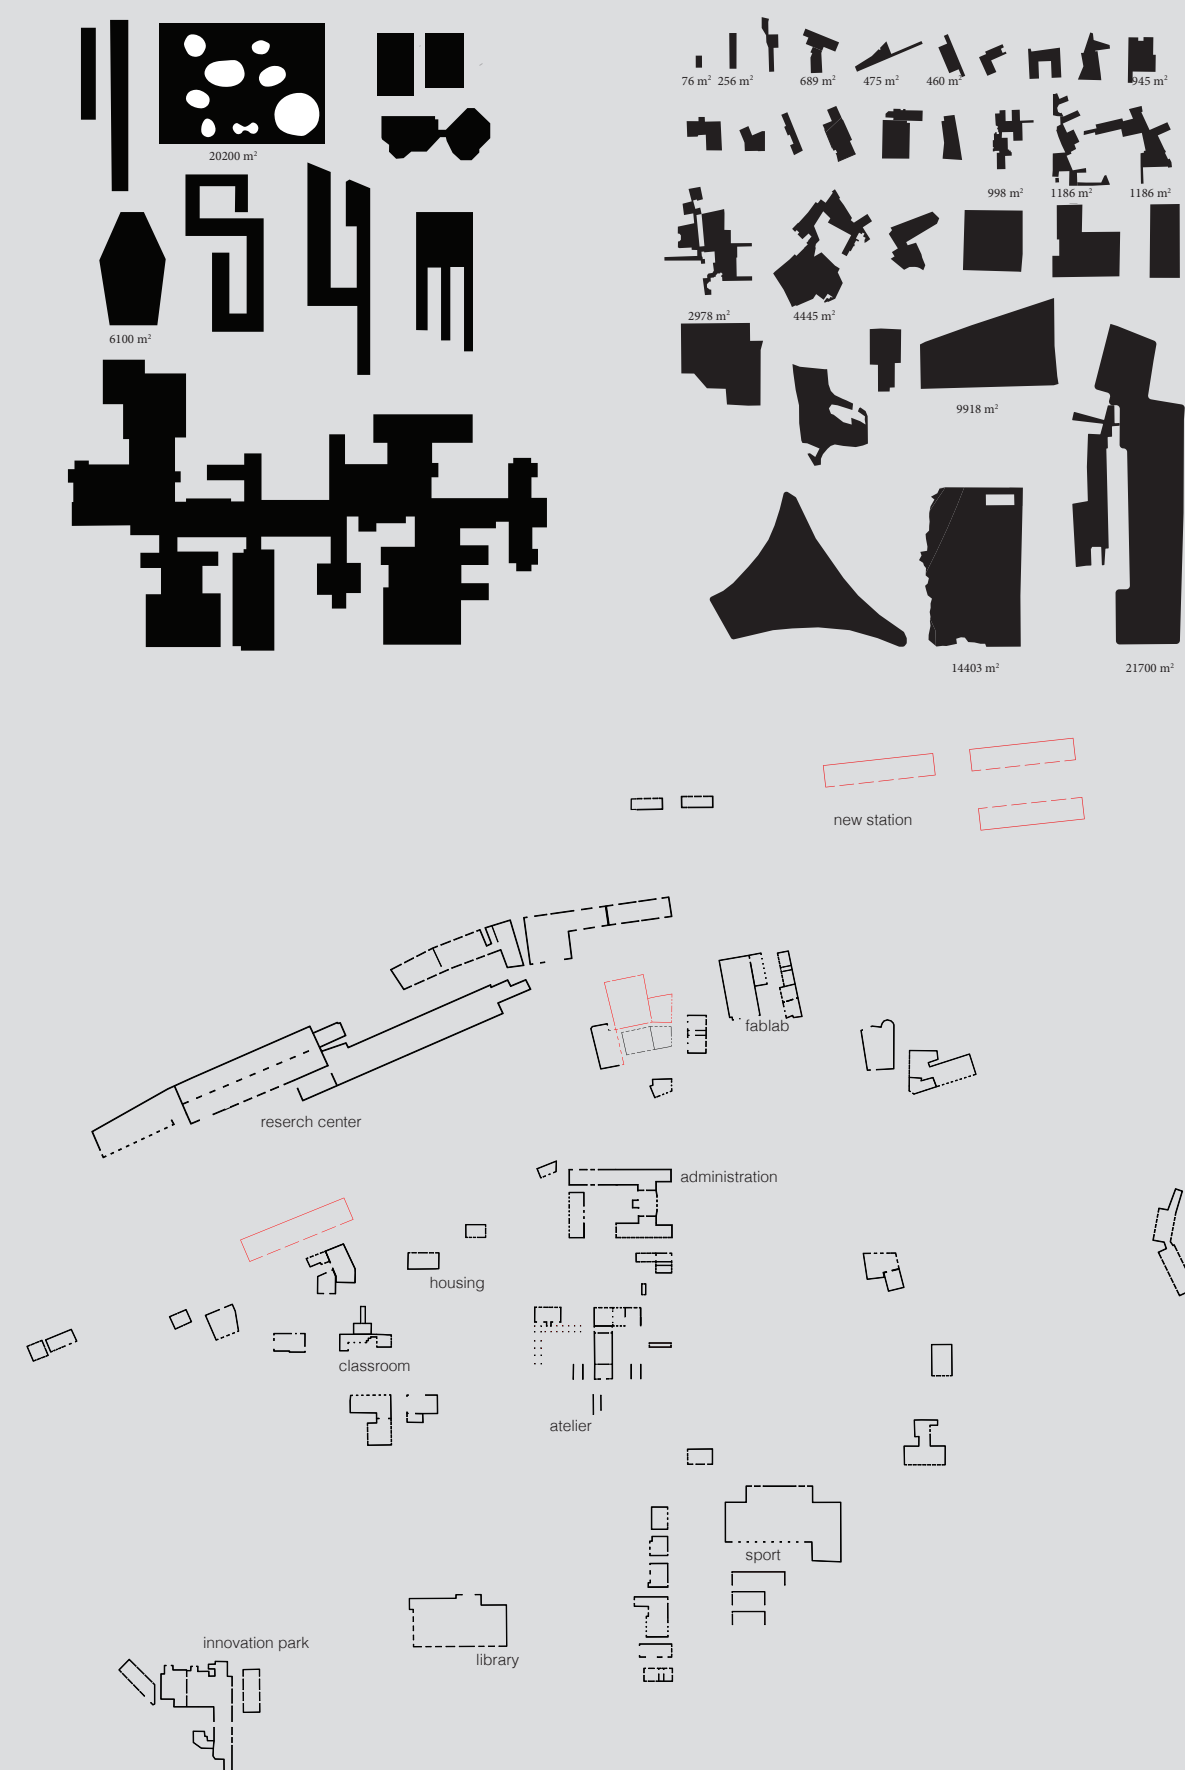 76 m²
256 m²
689 m²
475 m²
460 m²
945 m²
20200 m²
998 m²
1186 m²
1186 m²
2978 m²
4445 m²
6100 m²
9918 m²
14403 m²
21700 m²
new station
fablab
reserch center
administration
housing
classroom
atelier
sport
innovation park
library